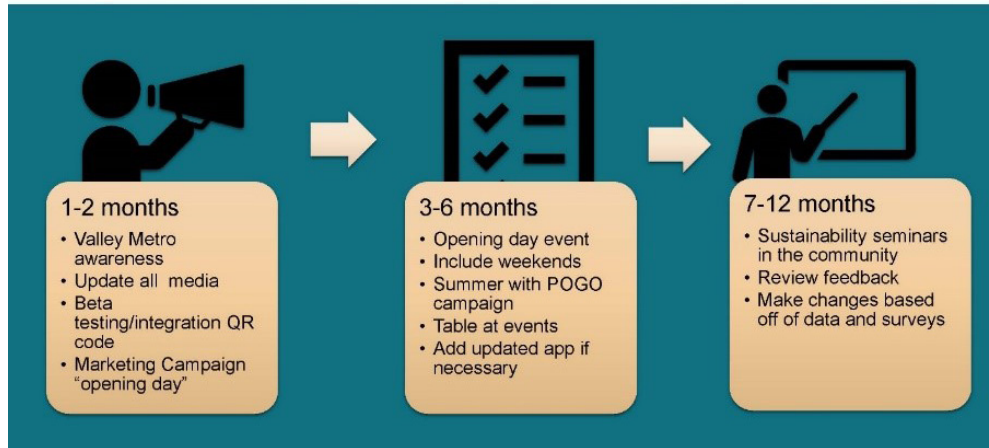 1-2 months
• Valley Metro
awareness
• Update all media
• Beta
testing/integration QR
code
• Marketing Campaign
“opening day”
3-6 months
• Opening day event
• Include weekends
• Summer with POGO
campaign
• Table at events
• Add updated app if
necessary
7-12 months
• Sustainability seminars
in the community
• Review feedback
• Make changes based
off of data and surveys